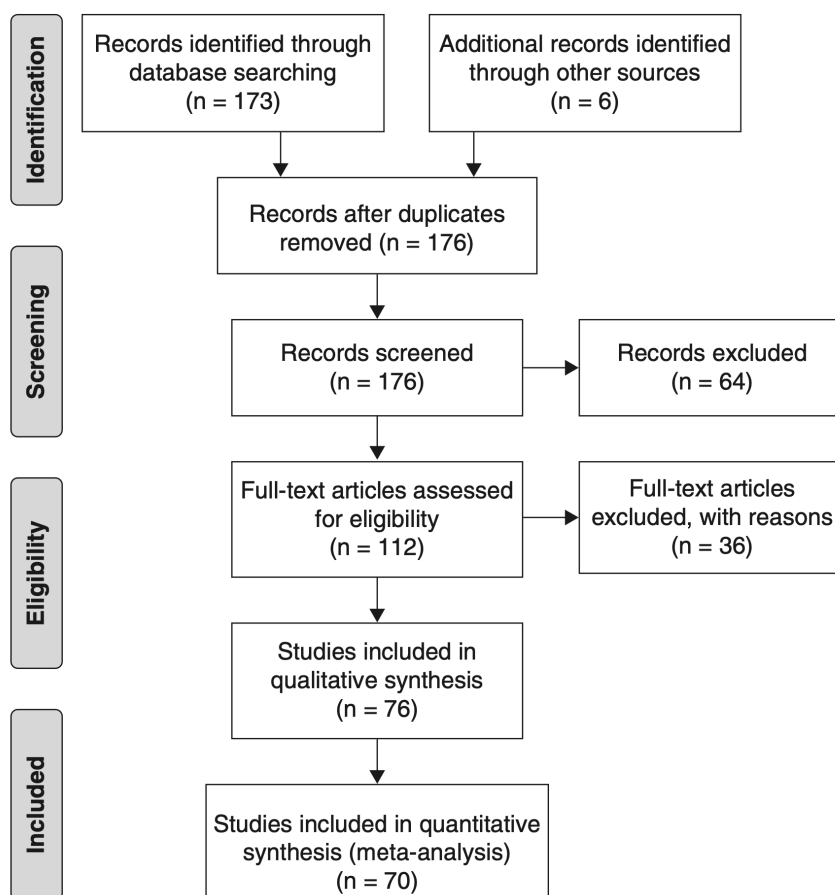 Identification
Records identified through
database searching
(n = 173)
Additional records identified
through other sources
(n = 6)
Records after duplicates
removed (n = 176)
Screening
Records screened
(n = 176)
Records excluded
(n = 64)
Eligibility
Full-text articles assessed
for eligibility
(n = 112)
Full-text articles
excluded, with reasons
(n = 36)
Studies included in
qualitative synthesis
(n = 76)
Included
Studies included in quantitative
synthesis (meta-analysis)
(n = 70)